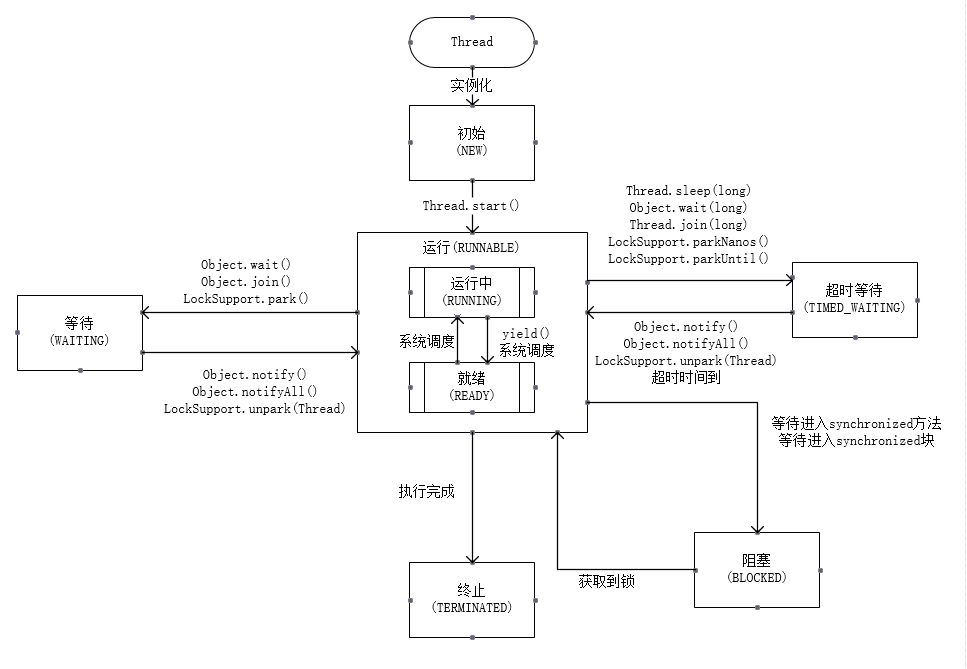 Thread
实例化
初始
(NEW)
Thread.start()
Thread.sleep(long)
Object.wait(long)
Thread.join(long)
LockSupport.parkNanos()
LockSupport.parkUntil()
运行(RUNNABLE)
Object.wait()
Object.join()
LockSupport.park()
运行中
(RUNNING)
超时等待
(TIMED_WAITING)
等待
(WAITING)
系统调度
yield()
系统调度
Object.notify()
Object.notifyAll()
LockSupport.unpark(Thread)
超时时间到
就绪
(READY)
Object.notify()
Object.notifyAll()
LockSupport.unpark(Thread)
等待进入synchronized方法
等待进入synchronized块
执行完成
阻塞
(BLOCKED)
获取到锁
终止
(TERMINATED)